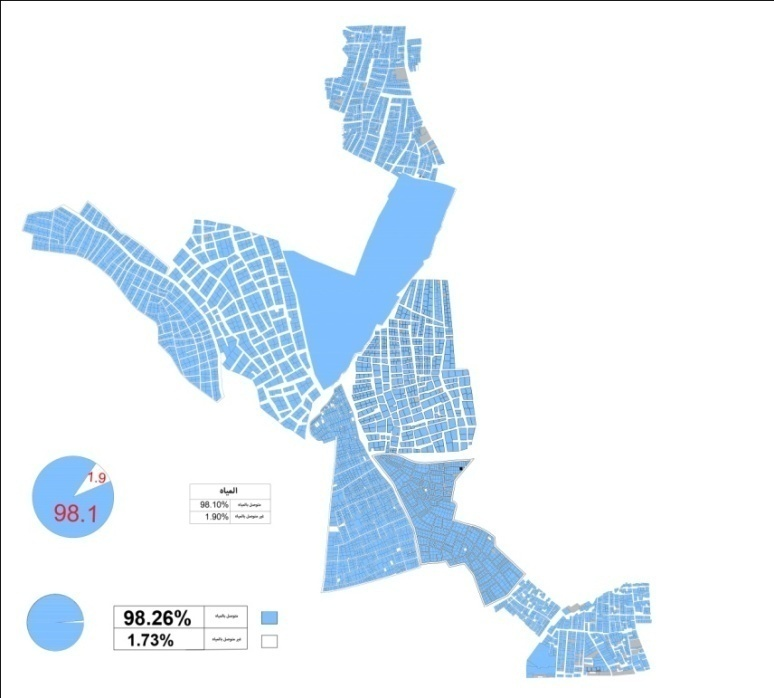 1.9
98.1
المياه
متوصل بالمياه 98.10%
غير متوصل بالمياه 1.90%
متوصل بالمياه 98.26%
غير متوصل بالمياه 1.73%